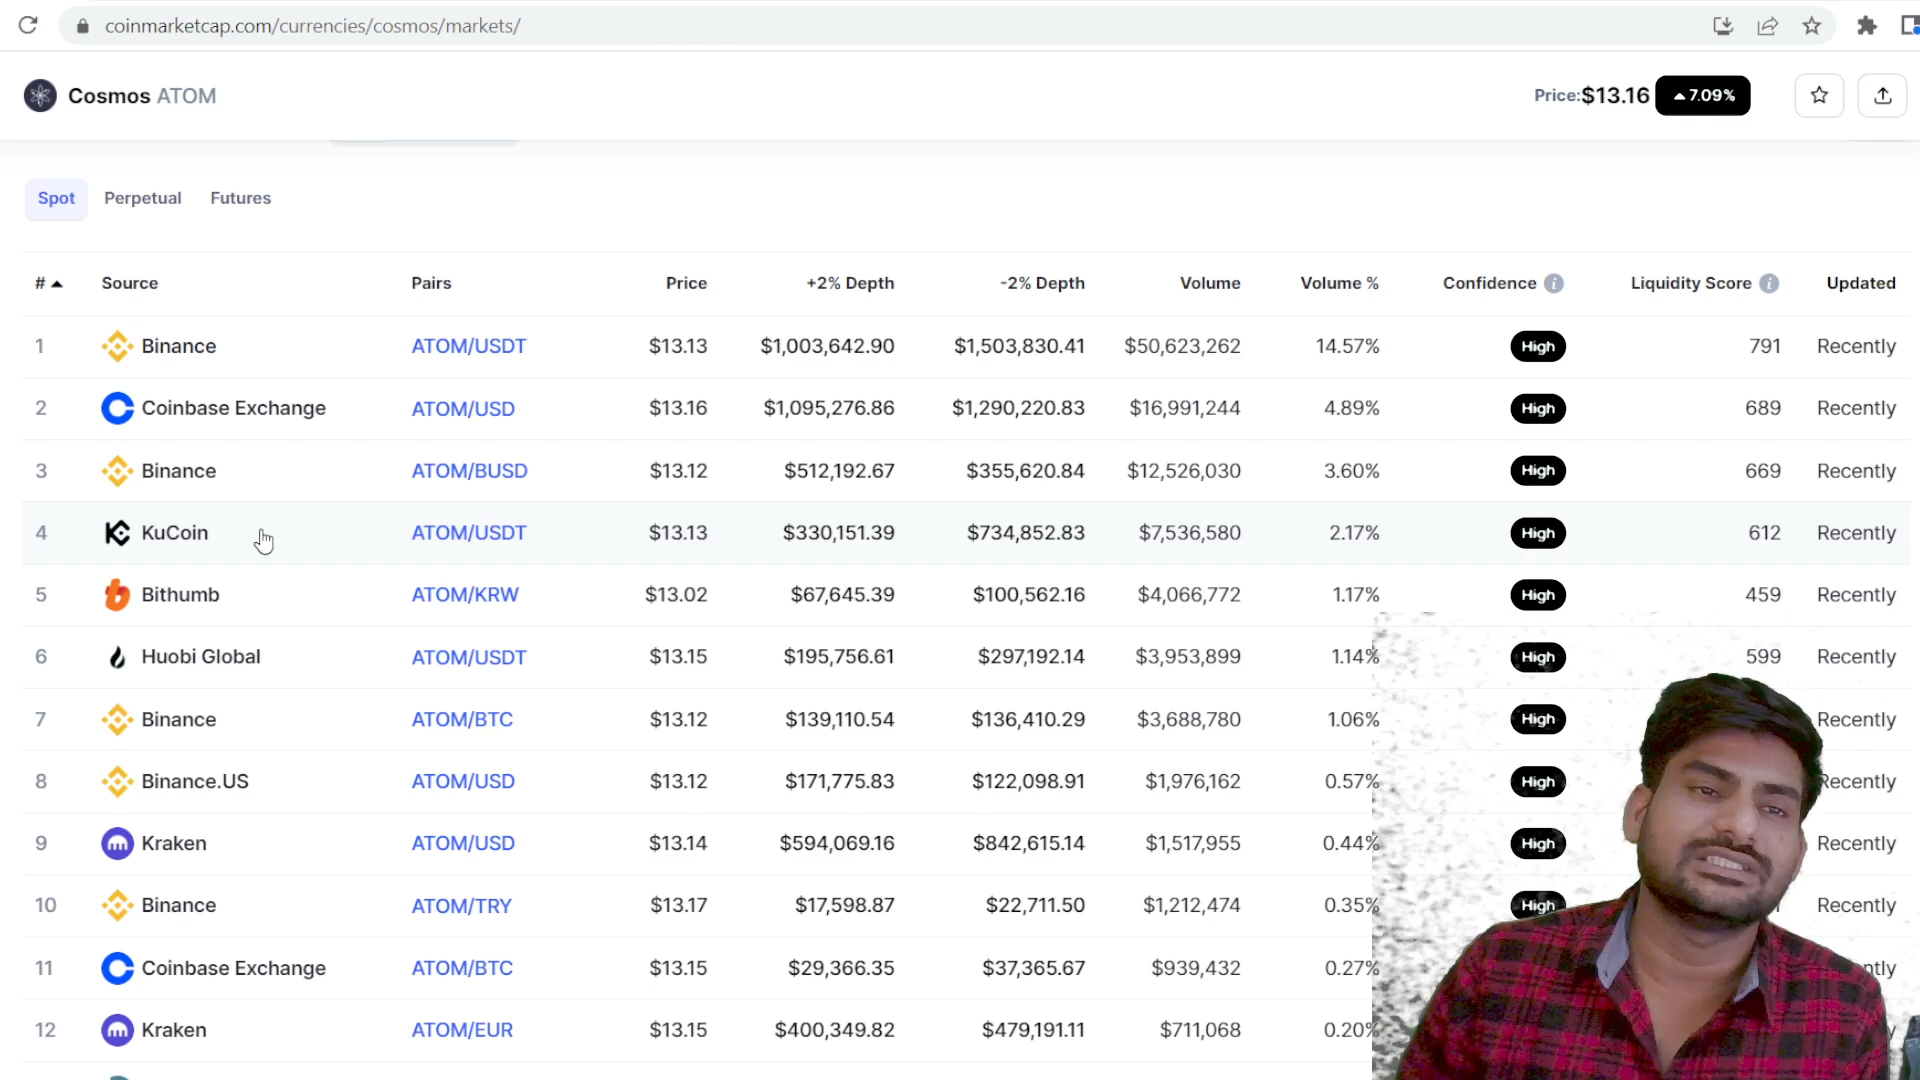 coinmarketcap.com/currencies/cosmos/markets/
Cosmos ATOM Price:$13.16 7.09%
Spot Perpetual Futures
# Source Pairs Price +2% Depth -2% Depth Volume Volume % Confidence Liquidity Score Updated
1 Binance ATOM/USDT $13.13 $1,003,642.90 $1,503,830.41 $50,623,262 14.57% High 791 Recently
2 Coinbase Exchange ATOM/USD $13.16 $1,095,276.86 $1,290,220.83 $16,991,244 4.89% High 689 Recently
3 Binance ATOM/BUSD $13.12 $512,192.67 $355,620.84 $12,526,030 3.60% High 669 Recently
4 KuCoin ATOM/USDT $13.13 $330,151.39 $734,852.83 $7,536,580 2.17% High 612 Recently
5 Bithumb ATOM/KRW $13.02 $67,645.39 $100,562.16 $4,066,772 1.17% High 459 Recently
6 Huobi Global ATOM/USDT $13.15 $195,756.61 $297,192.14 $3,953,899 1.14% High 599 Recently
7 Binance ATOM/BTC $13.12 $139,110.54 $136,410.29 $3,688,780 1.06% High Recently
8 Binance.US ATOM/USD $13.12 $171,775.83 $122,098.91 $1,976,162 0.57% High Recently
9 Kraken ATOM/USD $13.14 $594,069.16 $842,615.14 $1,517,955 0.44% High Recently
10 Binance ATOM/TRY $13.17 $17,598.87 $22,711.50 $1,212,474 0.35% High Recently
11 Coinbase Exchange ATOM/BTC $13.15 $29,366.35 $37,365.67 $939,432 0.27%
12 Kraken ATOM/EUR $13.15 $400,349.82 $479,191.11 $711,068 0.20%